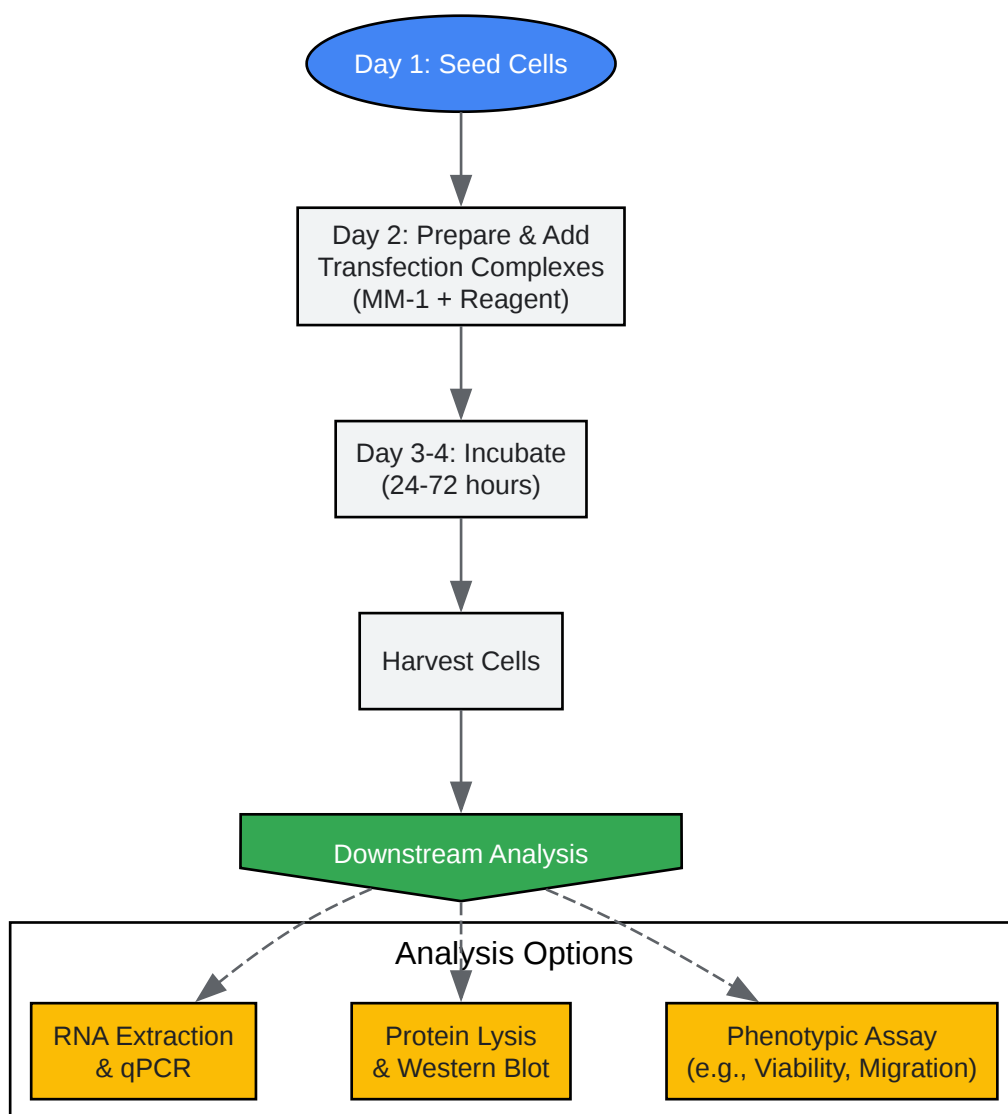 Day 1: Seed Cells
Day 2: Prepare & Add
Transfection Complexes
(MM-1 + Reagent)
Day 3-4: Incubate
(24-72 hours)
Harvest Cells
Downstream Analysis
Analysis Options
RNA Extraction
& qPCR
Protein Lysis
& Western Blot
Phenotypic Assay
(e.g., Viability, Migration)